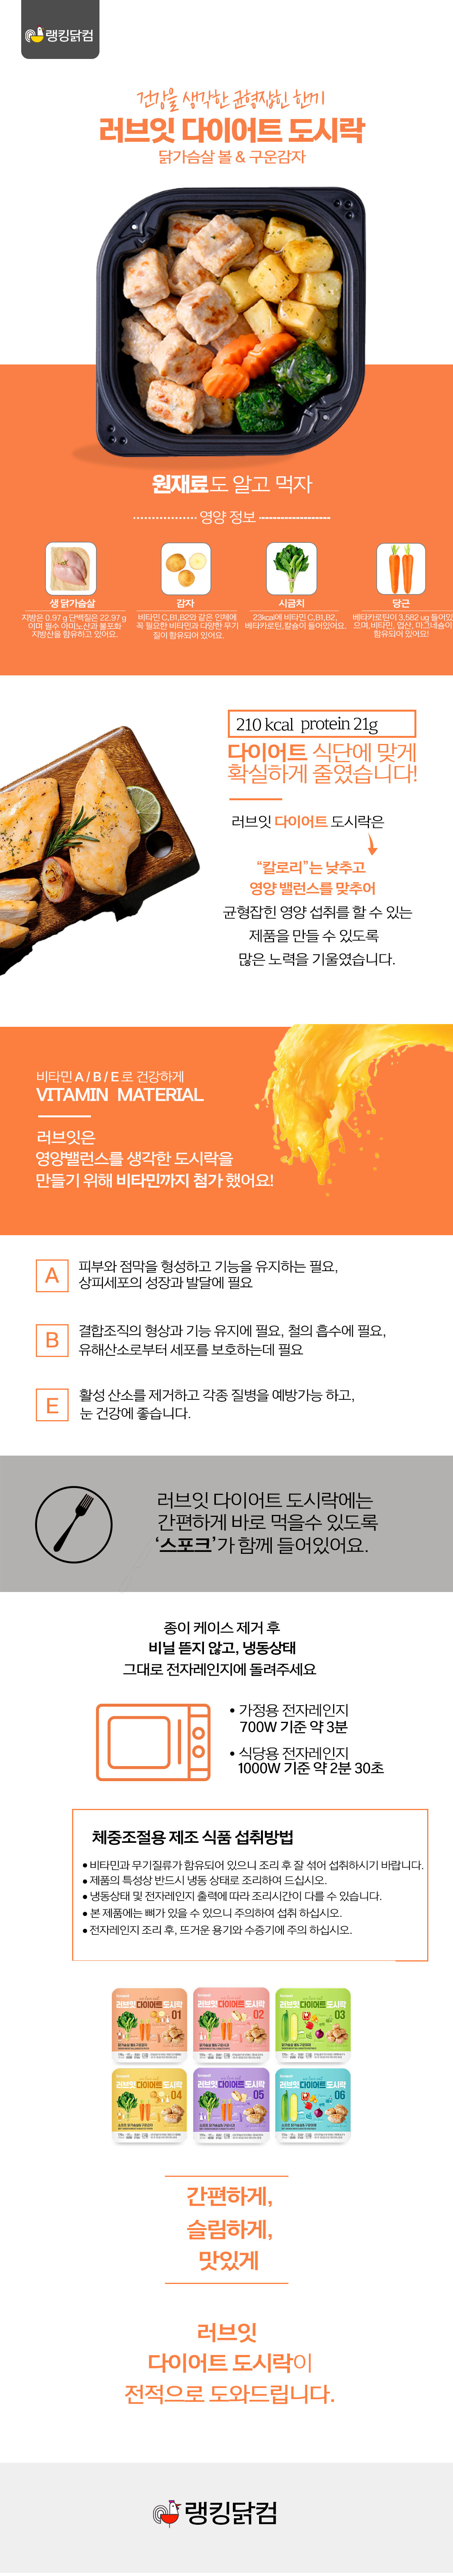 랭킹닭컴
건강을 생각한 균형잡힌 한끼
러브잇 다이어트 도시락
닭가슴살 볼 & 구운감자
원재료도 알고 먹자
영양 정보
생 닭가슴살
지방은 0.97 g 단백질은 22.97 g
이며 필수 아미노산과 불포화
지방산을 함유하고 있어요.
감자
비타민 C,B1,B2와 같은 인체에
꼭 필요한 비타민과 다양한 무기
질이 함유되어 있어요.
시금치
23kcal에 비타민 C,B1,B2,
베타카로틴,칼슘이 들어있어요.
당근
베타카로틴이 3,582 ug 들어있
으며,비타민, 엽산, 마그네슘이
함유되어 있어요!
210 kcal protein 21g
다이어트 식단에 맞게
확실하게 줄였습니다!
러브잇 다이어트 도시락은
“칼로리”는 낮추고
영양 밸런스를 맞추어
균형잡힌 영양 섭취를 할 수 있는
제품을 만들 수 있도록
많은 노력을 기울였습니다.
비타민 A / B / E 로 건강하게
VITAMIN MATERIAL
러브잇은
영양밸런스를 생각한 도시락을
만들기 위해 비타민까지 첨가 했어요!
A
피부와 점막을 형성하고 기능을 유지하는 필요,
상피세포의 성장과 발달에 필요
B
결합조직의 형상과 기능 유지에 필요, 철의 흡수에 필요,
유해산소로부터 세포를 보호하는데 필요
E
활성 산소를 제거하고 각종 질병을 예방가능 하고,
눈 건강에 좋습니다.
러브잇 다이어트 도시락에는
간편하게 바로 먹을수 있도록
‘스포크’가 함께 들어있어요.
종이 케이스 제거 후
비닐 뜯지 않고, 냉동상태
그대로 전자레인지에 돌려주세요
• 가정용 전자레인지
700W 기준 약 3분
• 식당용 전자레인지
1000W 기준 약 2분 30초
체중조절용 제조 식품 섭취방법
• 비타민과 무기질류가 함유되어 있으니 조리 후 잘 섞어 섭취하시기 바랍니다.
• 제품의 특성상 반드시 냉동 상태로 조리하여 드십시오.
• 냉동상태 및 전자레인지 출력에 따라 조리시간이 다를 수 있습니다.
• 본 제품에는 뼈가 있을 수 있으니 주의하여 섭취 하십시오.
• 전자레인지 조리 후, 뜨거운 용기와 수증기에 주의 하십시오.
러브잇다이어트도시락
01
러브잇다이어트도시락
02
러브잇다이어트도시락
03
러브잇다이어트도시락
04
러브잇다이어트도시락
05
러브잇다이어트도시락
06
간편하게,
슬림하게,
맛있게
러브잇
다이어트 도시락이
전적으로 도와드립니다.
랭킹닭컴